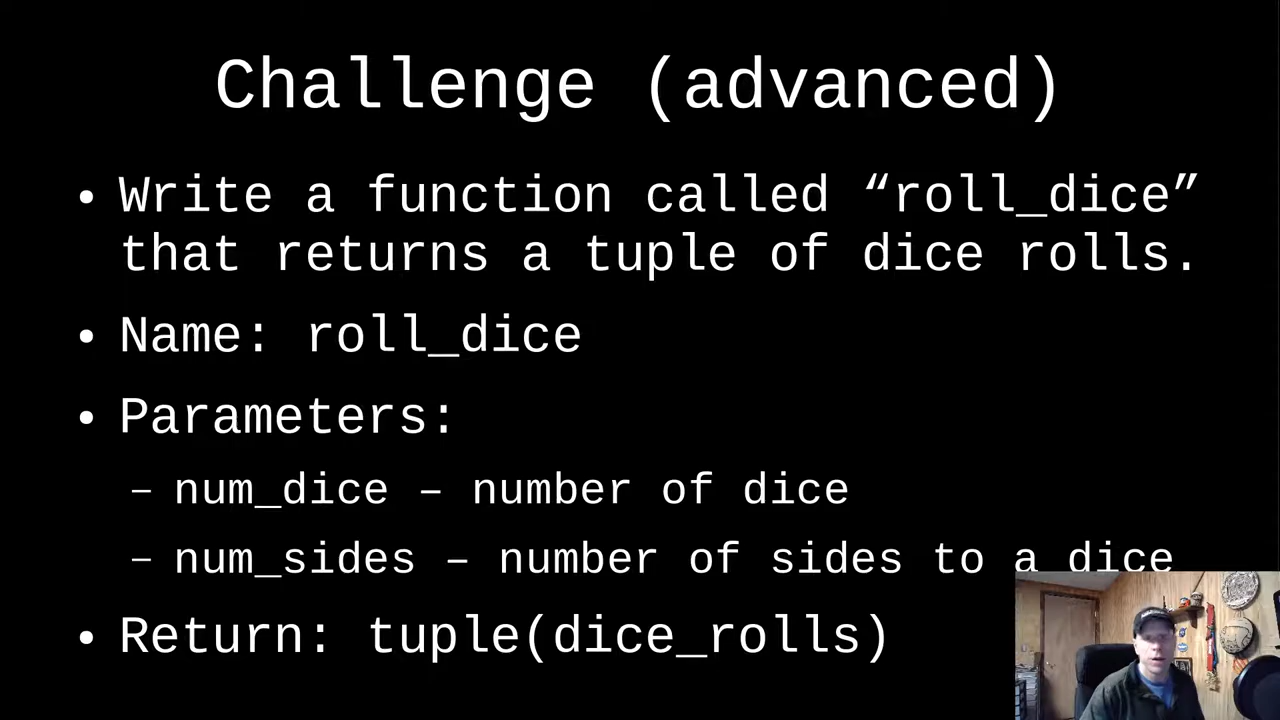 Challenge (advanced)
• Write a function called “roll_dice”
that returns a tuple of dice rolls.
• Name: roll_dice
• Parameters:
– num_dice – number of dice
– num_sides – number of sides to a dice
• Return: tuple(dice_rolls)